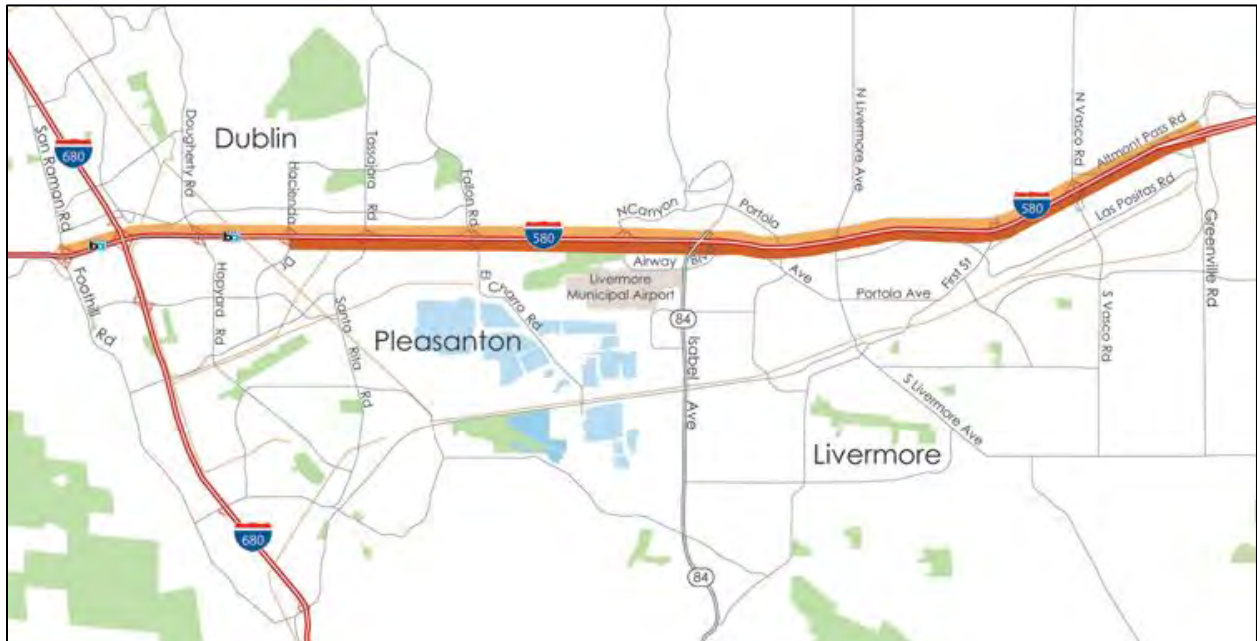 San Ramon Rd
680
Dougherty Rd
Dublin
Hacienda
Dr
Tassajara Rd
Fallon Rd
N Canyon
Portola
Ave
N Livermore Ave
N Vasco Rd
Altmont Pass Rd
580
580
Las Positas Rd
Greenville Rd
Foothill Rd
Hopyard Rd
Santa Rita Rd
El Charro Rd
Airway
Blvd
Livermore
Municipal Airport
Portola Ave
First St
84
Isabel Ave
S Vasco Rd
Pleasanton
S Livermore Ave
Livermore
680
84